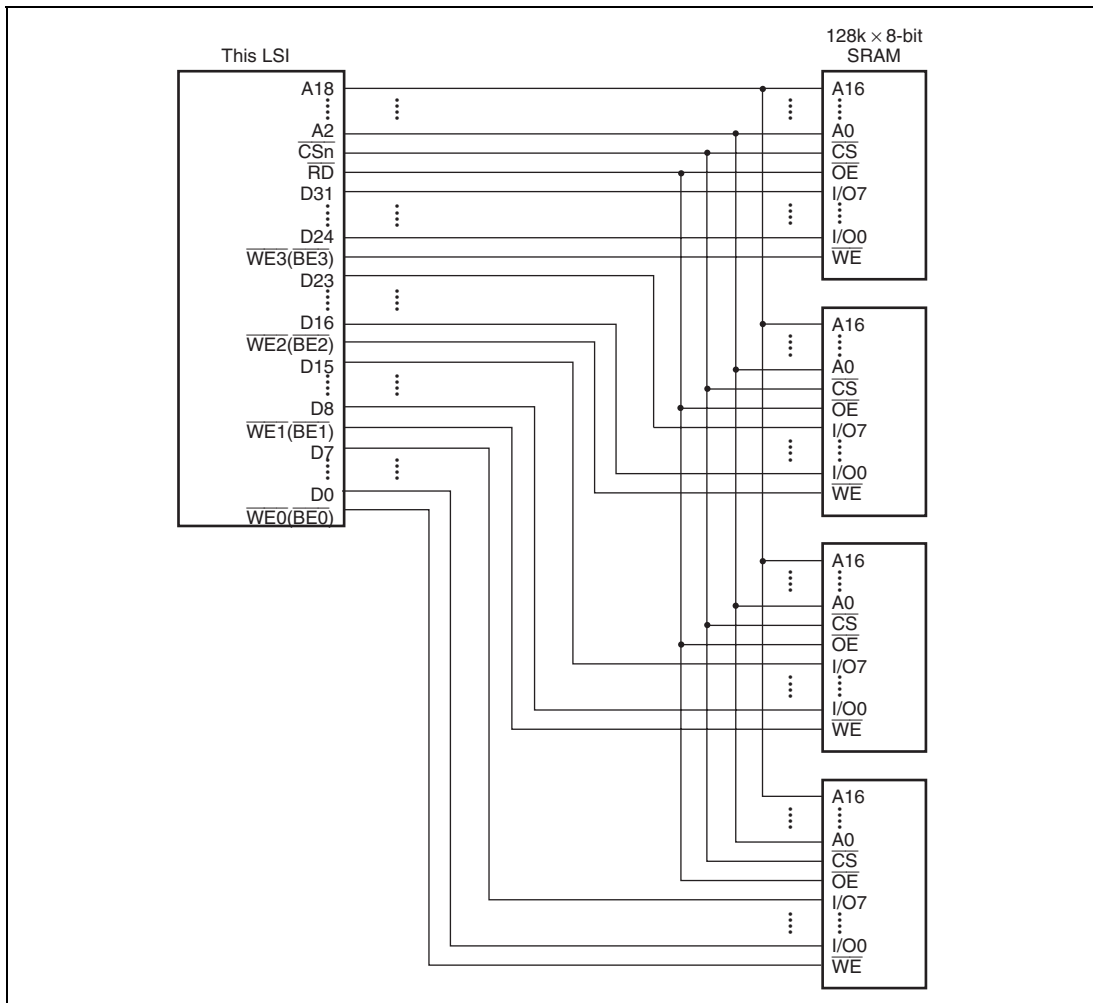 This LSI
A18
A2
CSn
RD
D31
D24
WE3(BE3)
D23
D16
WE2(BE2)
D15
D8
WE1(BE1)
D7
D0
WE0(BE0)
128k × 8-bit
SRAM
A16
A0
CS
OE
I/O7
I/O0
WE
A16
A0
CS
OE
I/O7
I/O0
WE
A16
A0
CS
OE
I/O7
I/O0
WE
A16
A0
CS
OE
I/O7
I/O0
WE